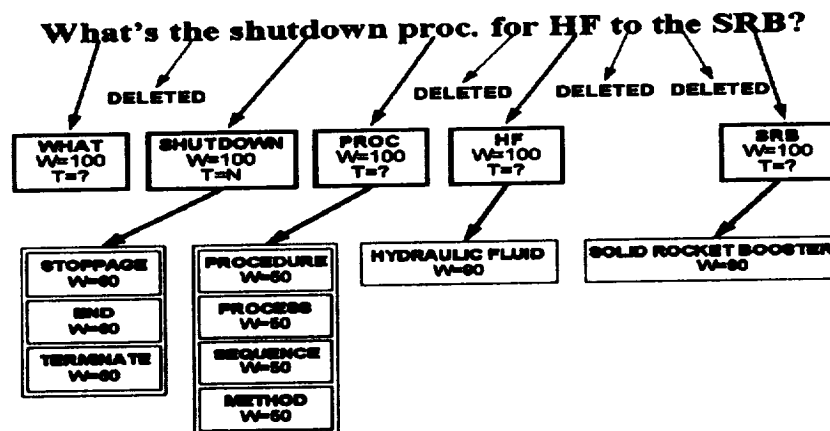 What's the shutdown proc. for HF to the SRB?
DELETED
DELETED
DELETED
DELETED
WHAT
W=100
T=?
SHUTDOWN
W=100
T=N
PROC
W=100
T=?
HF
W=100
T=?
SRB
W=100
T=?
STOPPAGE
W=60
END
W=60
TERMINATE
W=60
PROCEDURE
W=50
PROCESS
W=50
SEQUENCE
W=50
METHOD
W=50
HYDRAULIC FLUID
W=90
SOLID ROCKET BOOSTER
W=90